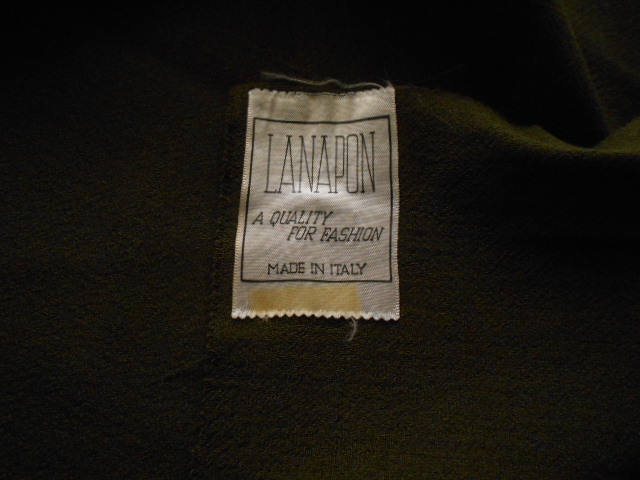 LANAPON
A QUALITY
FOR FASHION
MADE IN ITALY